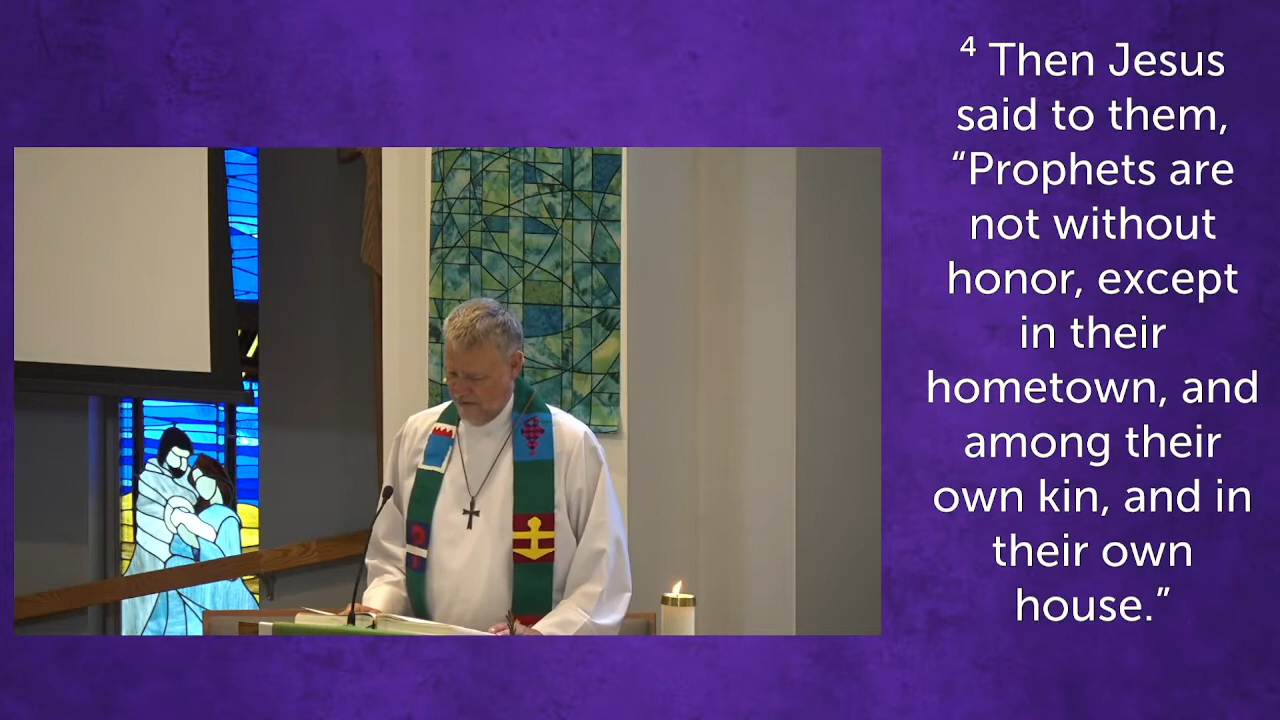 ⁴ Then Jesus
said to them,
“Prophets are
not without
honor, except
in their
hometown, and
among their
own kin, and in
their own
house.”